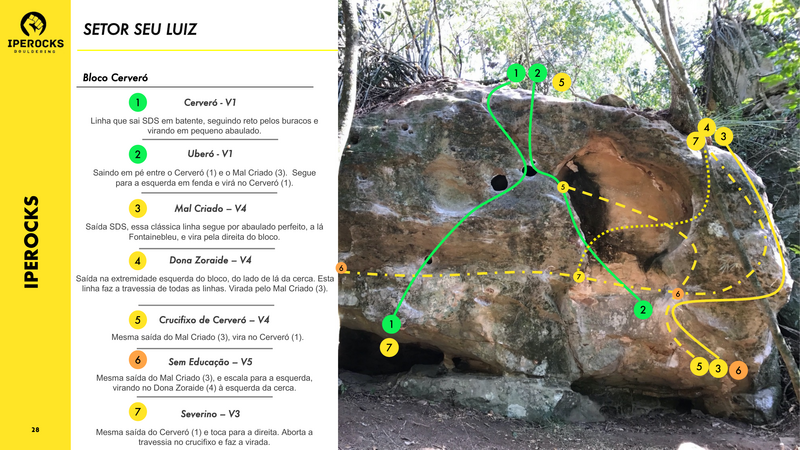 IPEROCKS
BOULDERING
SETOR SEU LUIZ
Bloco Cerveró
1
Cerveró - V1
Linha que sai SDS em batente, seguindo reto pelos buracos e
virando em pequeno abaulado.
2
Uberó - V1
Saindo em pé entre o Cerveró (1) e o Mal Criado (3). Segue
para a esquerda em fenda e virá no Cerveró (1).
3
Mal Criado – V4
Saída SDS, essa clássica linha segue por abaulado perfeito, a lá
Fontainebleu, e vira pela direita do bloco.
4
Dona Zoraide – V4
Saída na extremidade esquerda do bloco, do lado de lá da cerca. Esta
linha faz a travessia de todas as linhas. Virada pelo Mal Criado (3).
5
Crucifixo de Cerveró – V4
Mesma saída do Mal Criado (3), vira no Cerveró (1).
6
Sem Educação – V5
Mesma saída do Mal Criado (3), e escala para a esquerda,
virando no Dona Zoraide (4) à esquerda da cerca.
7
Severino – V3
Mesma saída do Cerveró (1) e toca para a direita. Aborta a
travessia no crucifixo e faz a virada.
IPEROCKS
28
1 2 5
4
7 3
5
6
7
6
2
1
7
5 3 6